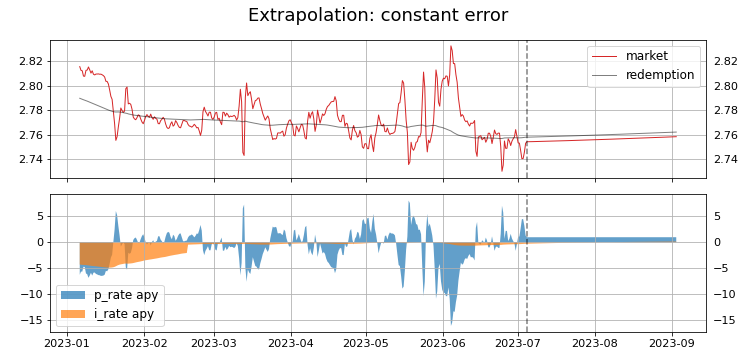 Extrapolation: constant error
2.82 2.82
2.80 2.80
2.78 2.78
2.76 2.76
2.74 2.74
market
redemption
5 5
0 0
−5 −5
−10 −10
−15 −15
p_rate apy
i_rate apy
2023-01 2023-02 2023-03 2023-04 2023-05 2023-06 2023-07 2023-08 2023-09